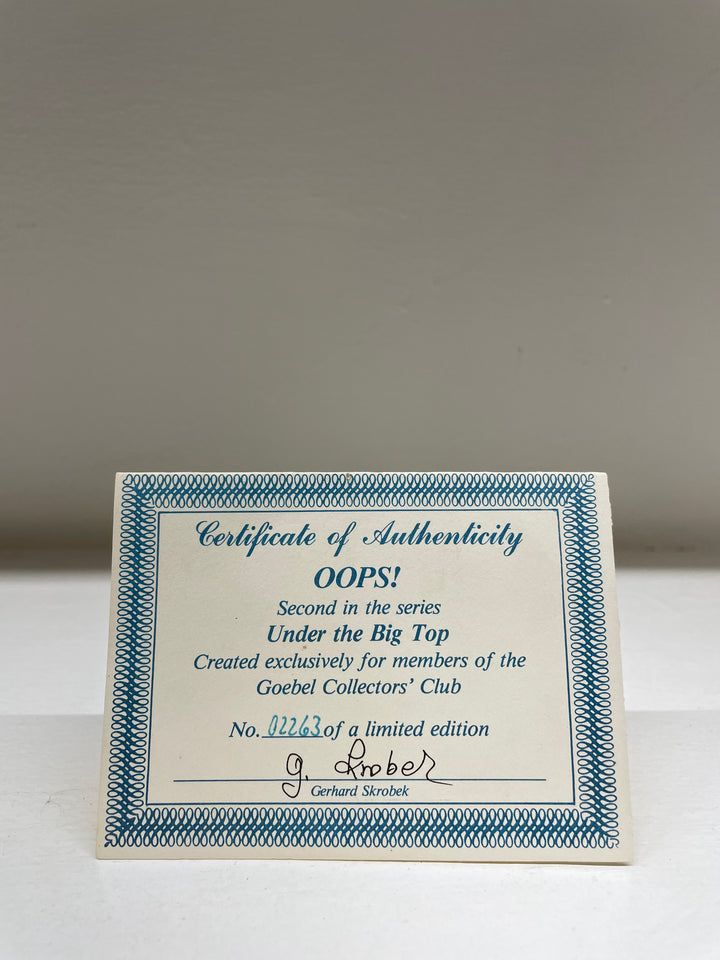 Certificate of Authenticity
OOPS!
Second in the series
Under the Big Top
Created exclusively for members of the
Goebel Collectors' Club
No. 02263 of a limited edition
G. Skrobek
Gerhard Skrobek